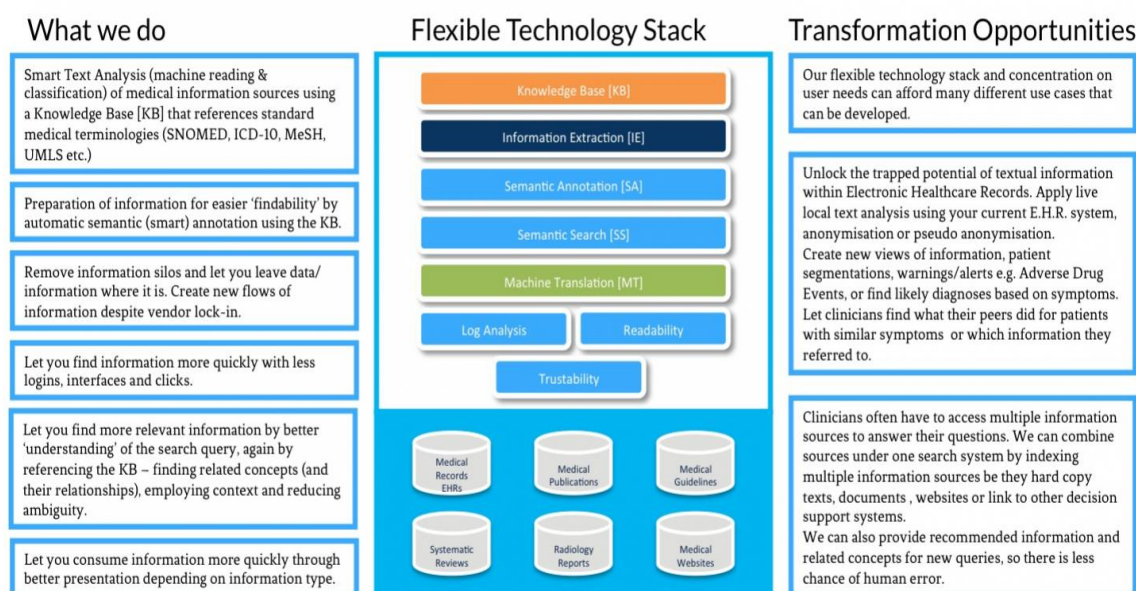 What we do
Smart Text Analysis (machine reading &
classification) of medical information sources using
a Knowledge Base [KB] that references standard
medical terminologies (SNOMED, ICD-10, MeSH,
UMLS etc.)
Preparation of information for easier ‘findability’ by
automatic semantic (smart) annotation using the KB.
Remove information silos and let you leave data/
information where it is. Create new flows of
information despite vendor lock-in.
Let you find information more quickly with less
logins, interfaces and clicks.
Let you find more relevant information by better
‘understanding’ of the search query, again by
referencing the KB – finding related concepts (and
their relationships), employing context and reducing
ambiguity.
Let you consume information more quickly through
better presentation depending on information type.
Flexible Technology Stack
Knowledge Base [KB]
Information Extraction [IE]
Semantic Annotation [SA]
Semantic Search [SS]
Machine Translation [MT]
Log Analysis
Readability
Trustability
Medical
Records
EHRs
Medical
Publications
Medical
Guidelines
Systematic
Reviews
Radiology
Reports
Medical
Websites
Transformation Opportunities
Our flexible technology stack and concentration on
user needs can afford many different use cases that
can be developed.
Unlock the trapped potential of textual information
within Electronic Healthcare Records. Apply live
local text analysis using your current E.H.R. system,
anonymisation or pseudo anonymisation.
Create new views of information, patient
segmentations, warnings/alerts e.g. Adverse Drug
Events, or find likely diagnoses based on symptoms.
Let clinicians find what their peers did for patients
with similar symptoms or which information they
referred to.
Clinicians often have to access multiple information
sources to answer their questions. We can combine
sources under one search system by indexing
multiple information sources be they hard copy
texts, documents , websites or link to other decision
support systems.
We can also provide recommended information and
related concepts for new queries, so there is less
chance of human error.